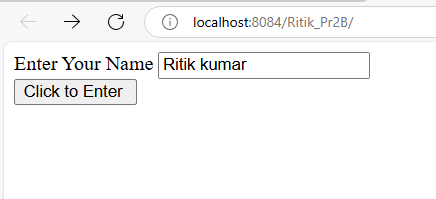 localhost:8084/Ritik_Pr2B/
Enter Your Name Ritik kumar
Click to Enter